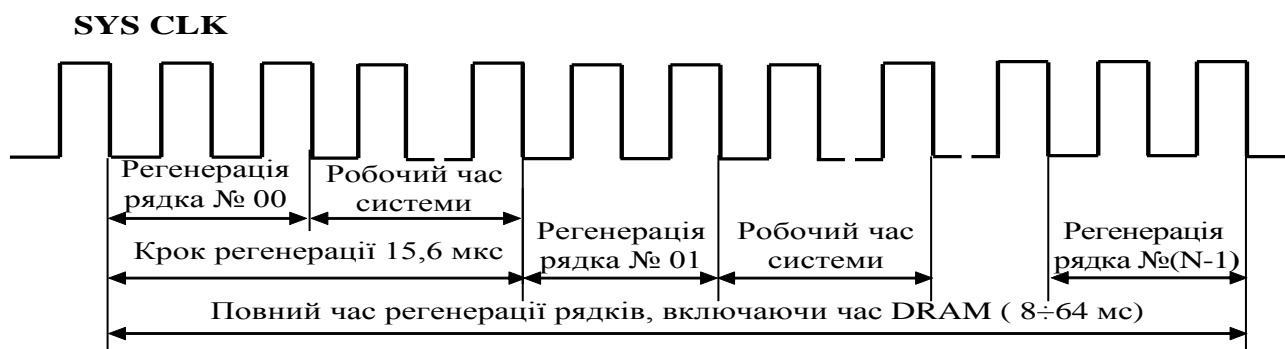 SYS CLK
Регенерація
рядка № 00
Робочий час
системи
Крок регенерації 15,6 мкс
Регенерація
рядка № 01
Робочий час
системи
Регенерація
рядка №(N-1)
Повний час регенерації рядків, включаючи час DRAM ( 8÷64 мс)